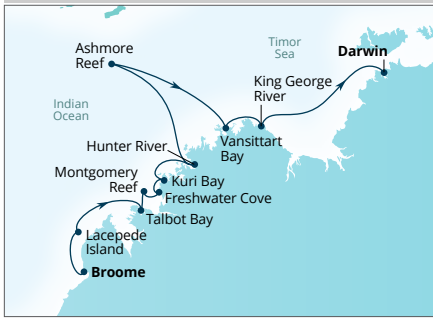 Ashmore
Reef
Timor
Sea
Darwin
King George
River
Indian
Ocean
Vansittart
Bay
Hunter River
Montgomery
Reef
Kuri Bay
Freshwater Cove
Talbot Bay
Lacepede
Island
Broome